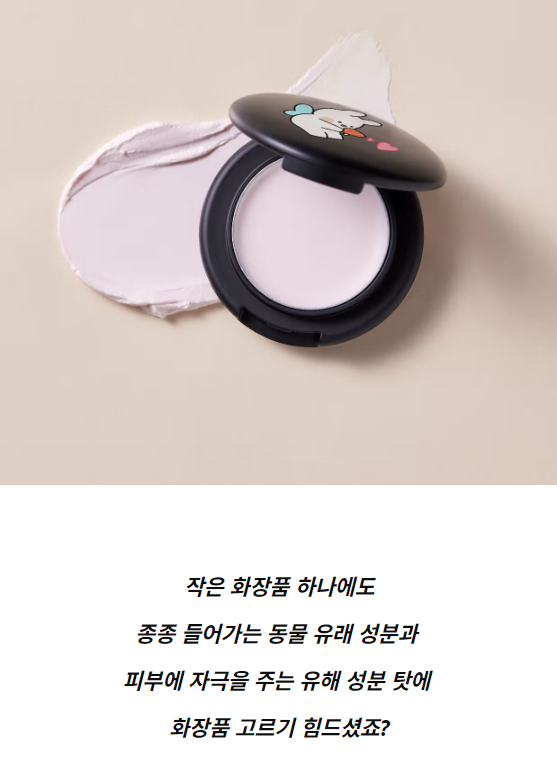 작은 화장품 하나에도
종종 들어가는 동물 유래 성분과
피부에 자극을 주는 유해 성분 탓에
화장품 고르기 힘드셨죠?